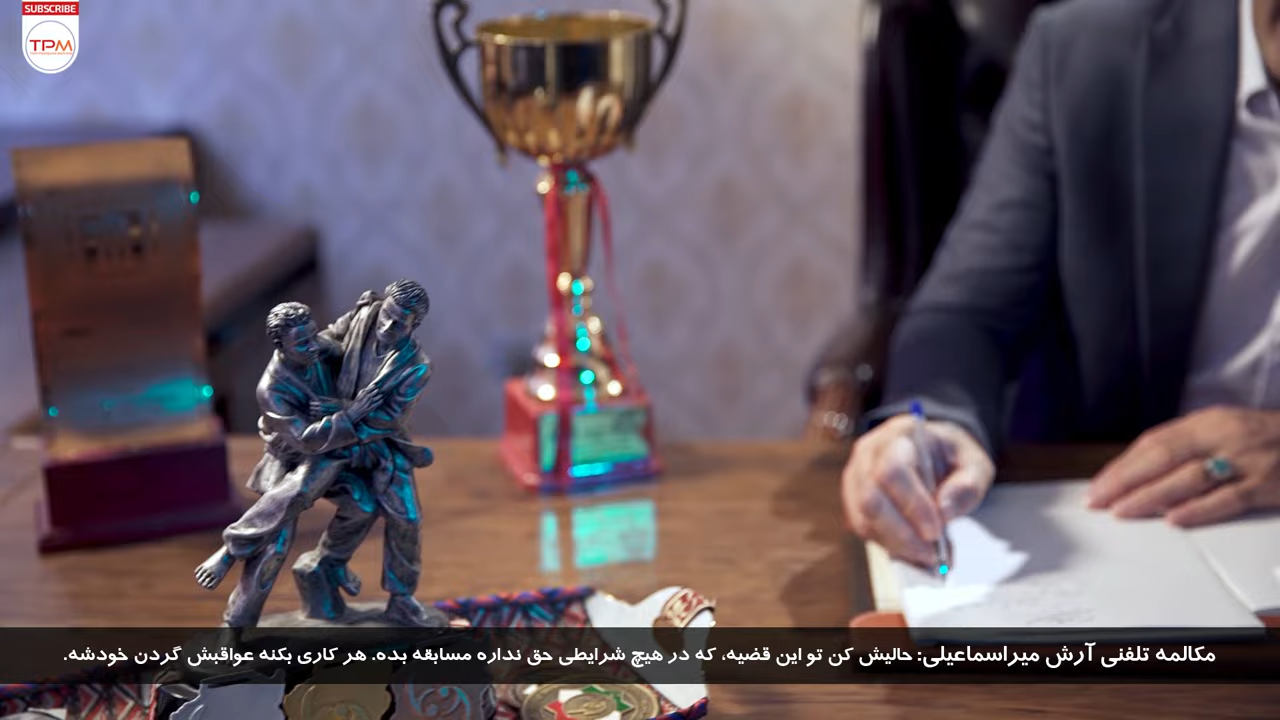 SUBSCRIBE
TPM
مکالمه تلفنی آرش میراسماعیلی: حالیش کن تو این قضیه، که در هیچ شرایطی حق نداره مسابقه بده. هر کاری بکنه عواقبش گردن خودشه.